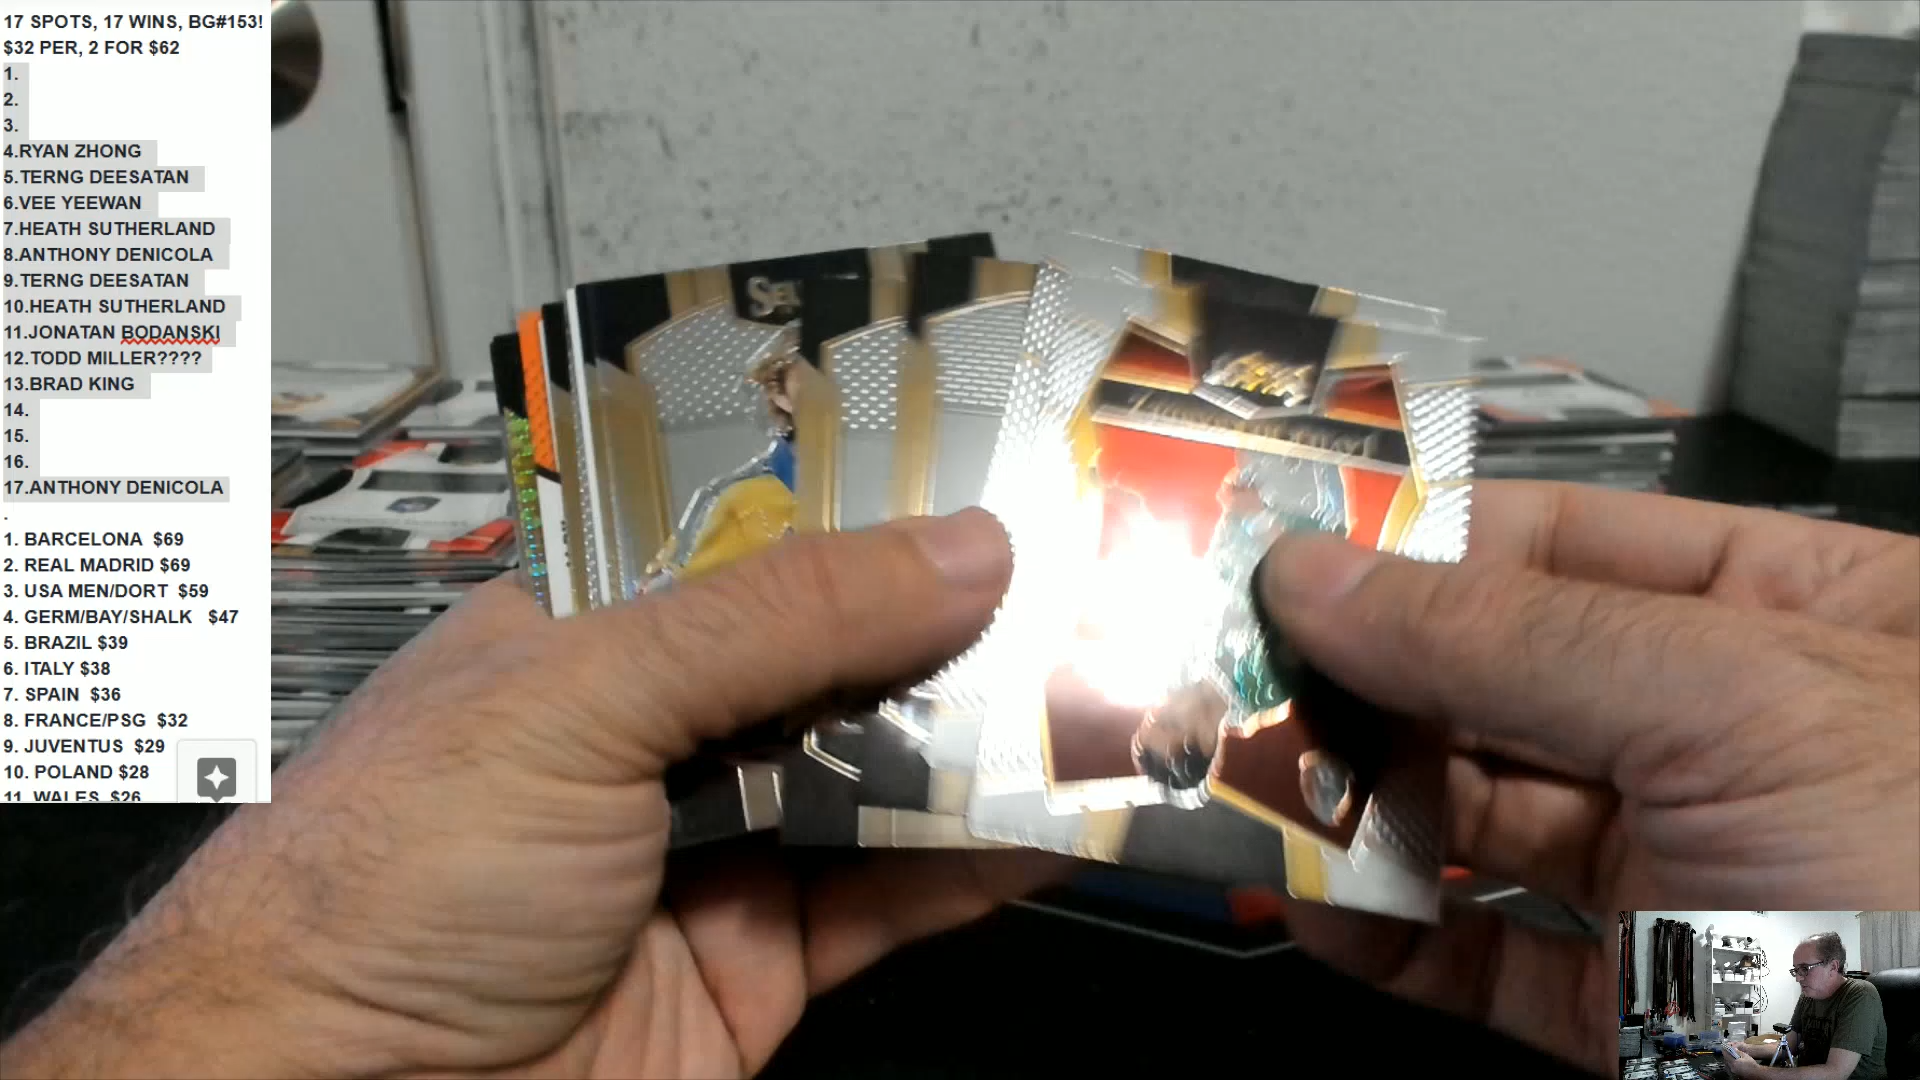 17 SPOTS, 17 WINS, BG#153!
$32 PER, 2 FOR $62
1.
2.
3.
4.RYAN ZHONG
5.TERNG DEESATAN
6.VEE YEEWAN
7.HEATH SUTHERLAND
8.ANTHONY DENICOLA
9.TERNG DEESATAN
10.HEATH SUTHERLAND
11.JONATAN BODANSKI
12.TODD MILLER????
13.BRAD KING
14.
15.
16.
17.ANTHONY DENICOLA
.
1. BARCELONA $69
2. REAL MADRID $69
3. USA MEN/DORT $59
4. GERM/BAY/SHALK $47
5. BRAZIL $39
6. ITALY $38
7. SPAIN $36
8. FRANCE/PSG $32
9. JUVENTUS $29
10. POLAND $28
11. WALES $26